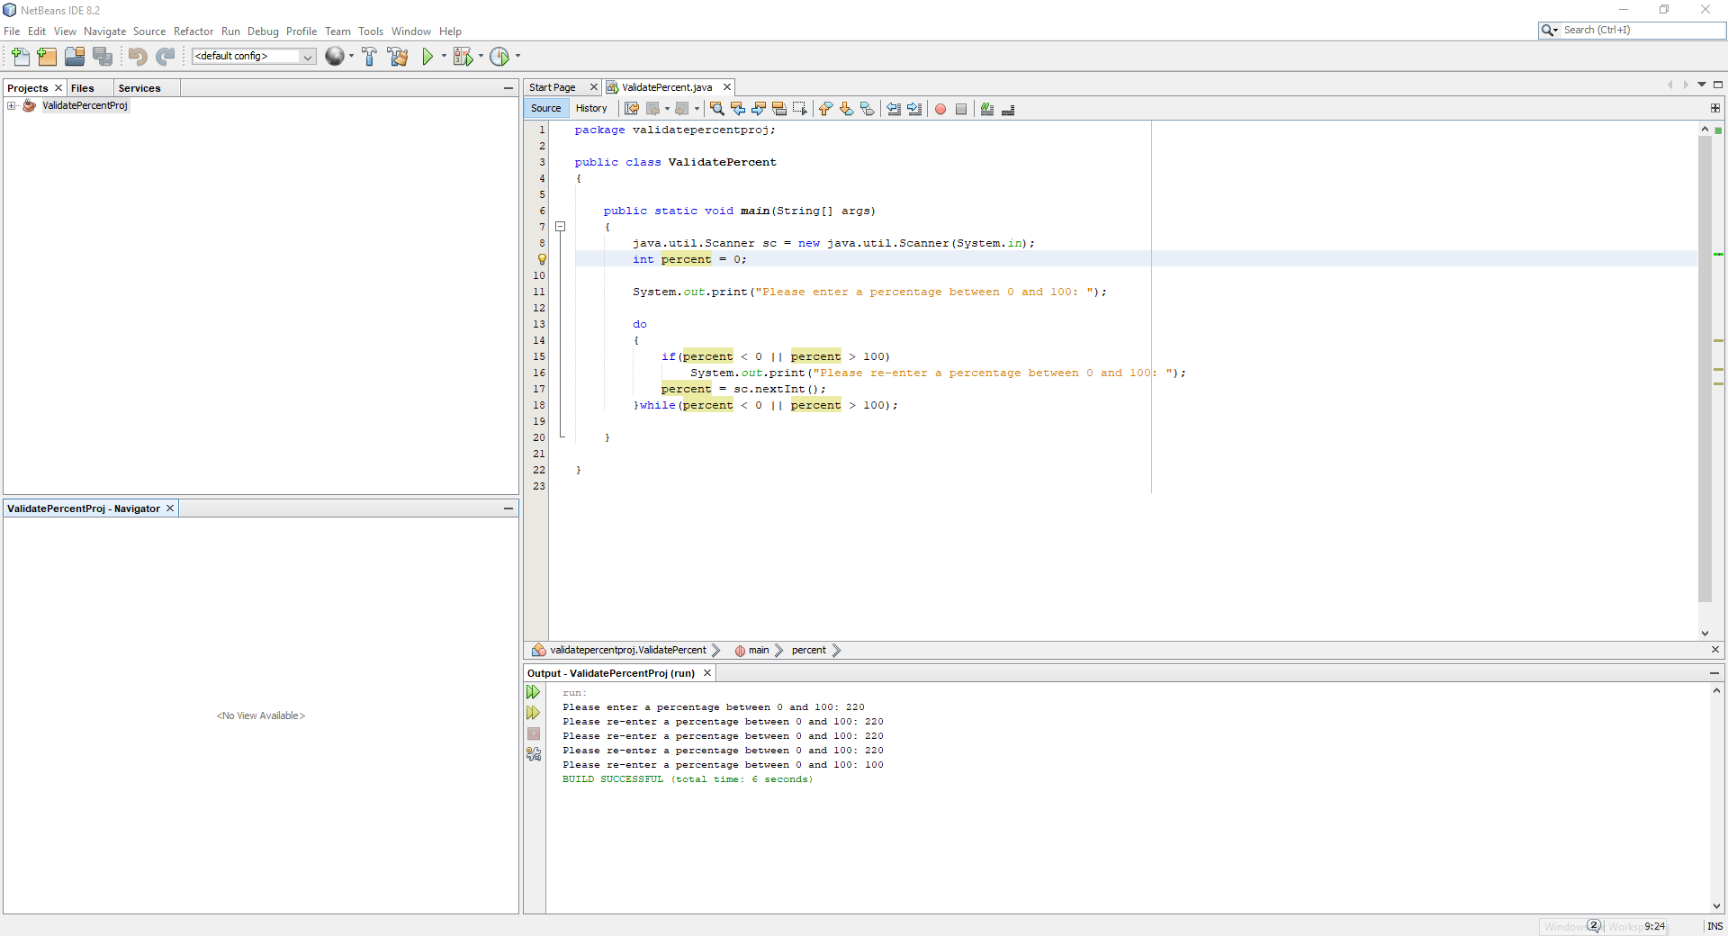 NetBeans IDE 8.2
File Edit View Navigate Source Refactor Run Debug Profile Team Tools Window Help
Search (Ctrl+I)
<default config>
Projects Files Services
ValidatePercentProj
Start Page ValidatePercent.java
Source History
1 package validatepercentproj;
2
3 public class ValidatePercent
4 {
5
6 public static void main(String[] args)
7 {
8 java.util.Scanner sc = new java.util.Scanner(System.in);
int percent = 0;
10
11 System.out.print("Please enter a percentage between 0 and 100: ");
12
13 do
14 {
15 if(percent < 0 || percent > 100)
16 System.out.print("Please re-enter a percentage between 0 and 100: ");
17 percent = sc.nextInt();
18 }while(percent < 0 || percent > 100);
19
20 }
21
22 }
23
validatepercentproj.ValidatePercent main percent
ValidatePercentProj - Navigator
<No View Available>
Output - ValidatePercentProj (run)
run:
Please enter a percentage between 0 and 100: 220
Please re-enter a percentage between 0 and 100: 220
Please re-enter a percentage between 0 and 100: 220
Please re-enter a percentage between 0 and 100: 220
Please re-enter a percentage between 0 and 100: 100
BUILD SUCCESSFUL (total time: 6 seconds)
2 9:24 INS